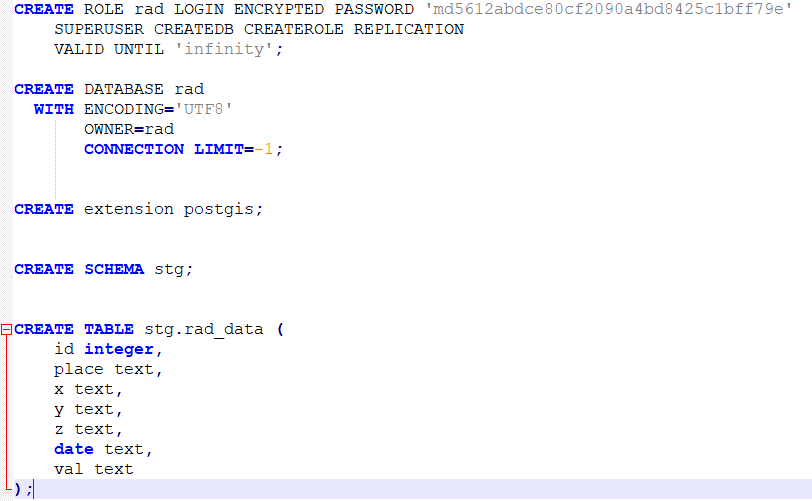 CREATE ROLE rad LOGIN ENCRYPTED PASSWORD 'md5612abdce80cf2090a4bd8425c1bff79e'
    SUPERUSER CREATEDB CREATEROLE REPLICATION
    VALID UNTIL 'infinity';
CREATE DATABASE rad
  WITH ENCODING='UTF8'
       OWNER=rad
       CONNECTION LIMIT=-1;
CREATE extension postgis;
CREATE SCHEMA stg;
CREATE TABLE stg.rad_data (
    id integer,
    place text,
    x text,
    y text,
    z text,
    date text,
    val text
);